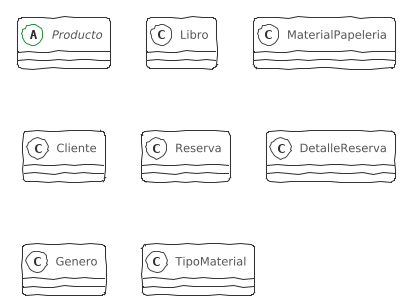 A Producto
C Libro
C MaterialPapeleria
C Cliente
C Reserva
C DetalleReserva
C Genero
C TipoMaterial